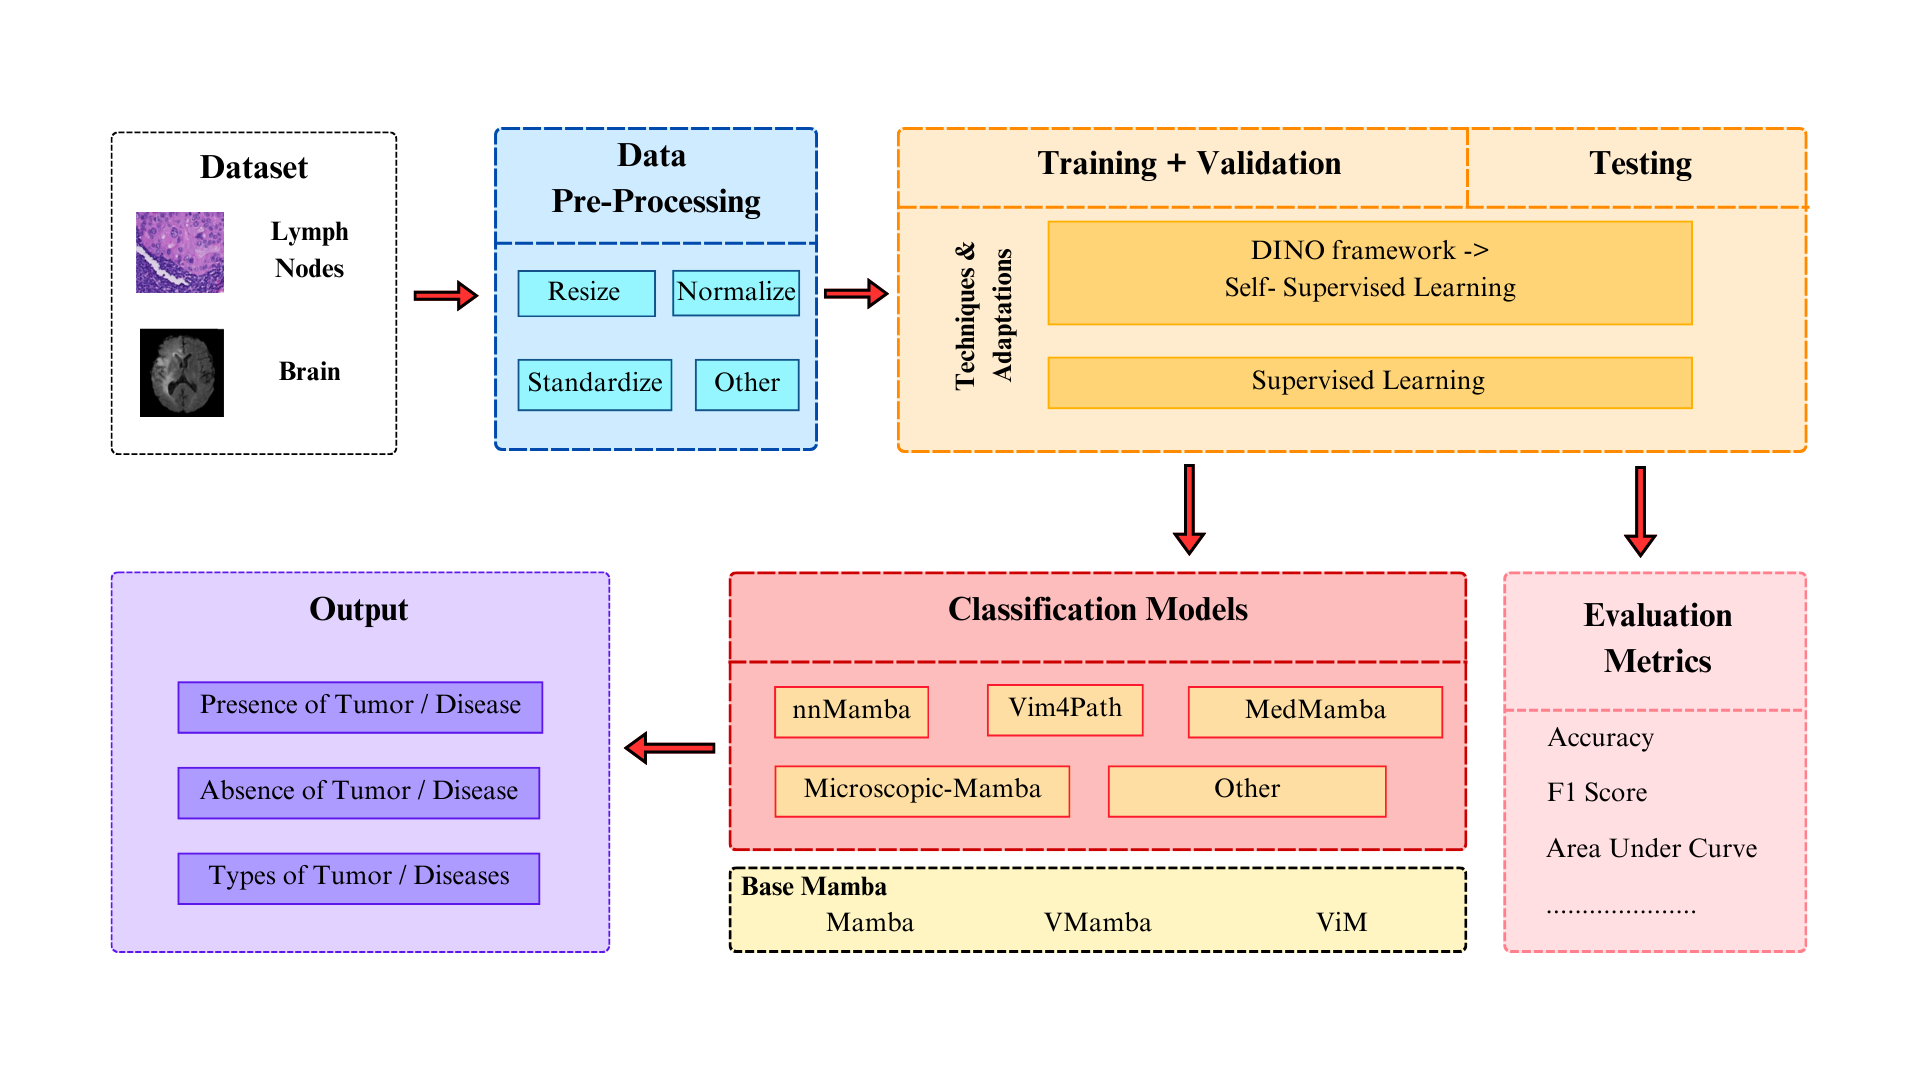 Dataset
Lymph
Nodes
Brain
Data
Pre-Processing
Resize
Normalize
Standardize
Other
Training + Validation
Testing
Techniques &
Adaptations
DINO framework ->
Self- Supervised Learning
Supervised Learning
Output
Presence of Tumor / Disease
Absence of Tumor / Disease
Types of Tumor / Diseases
Classification Models
nnMamba
Vim4Path
MedMamba
Microscopic-Mamba
Other
Base Mamba
Mamba
VMamba
ViM
Evaluation
Metrics
Accuracy
F1 Score
Area Under Curve
.....................